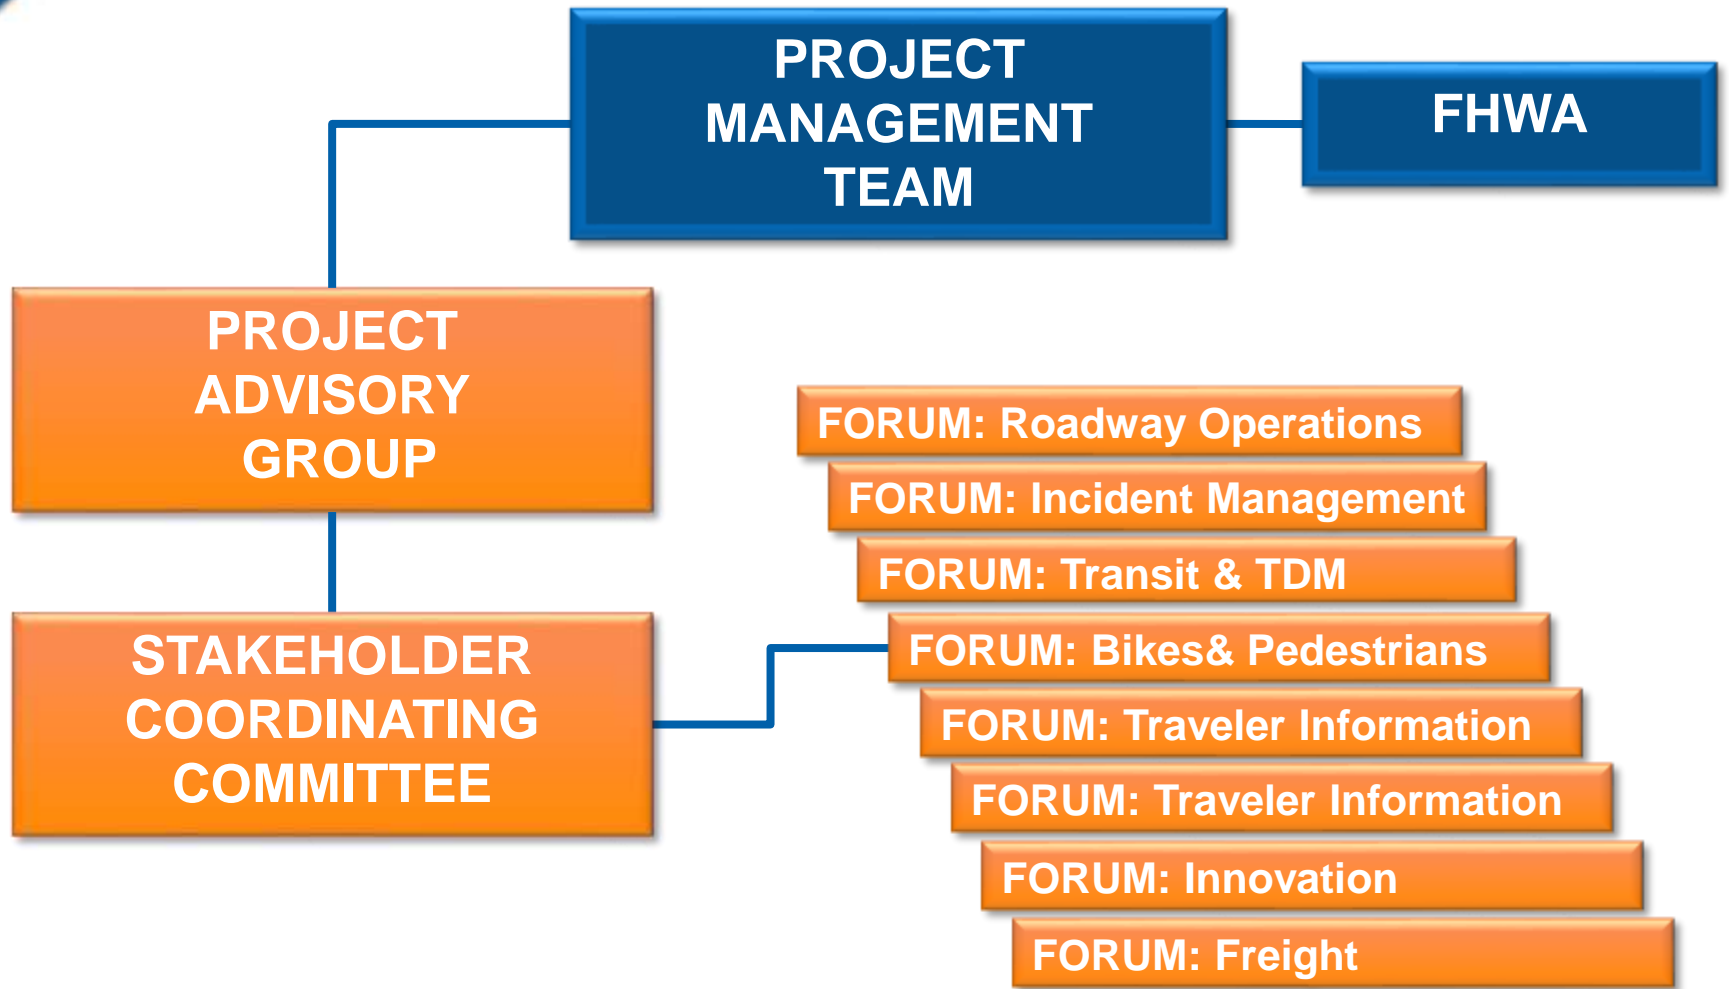 PROJECT
MANAGEMENT
TEAM
FHWA
PROJECT
ADVISORY
GROUP
STAKEHOLDER
COORDINATING
COMMITTEE
FORUM: Roadway Operations
FORUM: Incident Management
FORUM: Transit & TDM
FORUM: Bikes& Pedestrians
FORUM: Traveler Information
FORUM: Traveler Information
FORUM: Innovation
FORUM: Freight